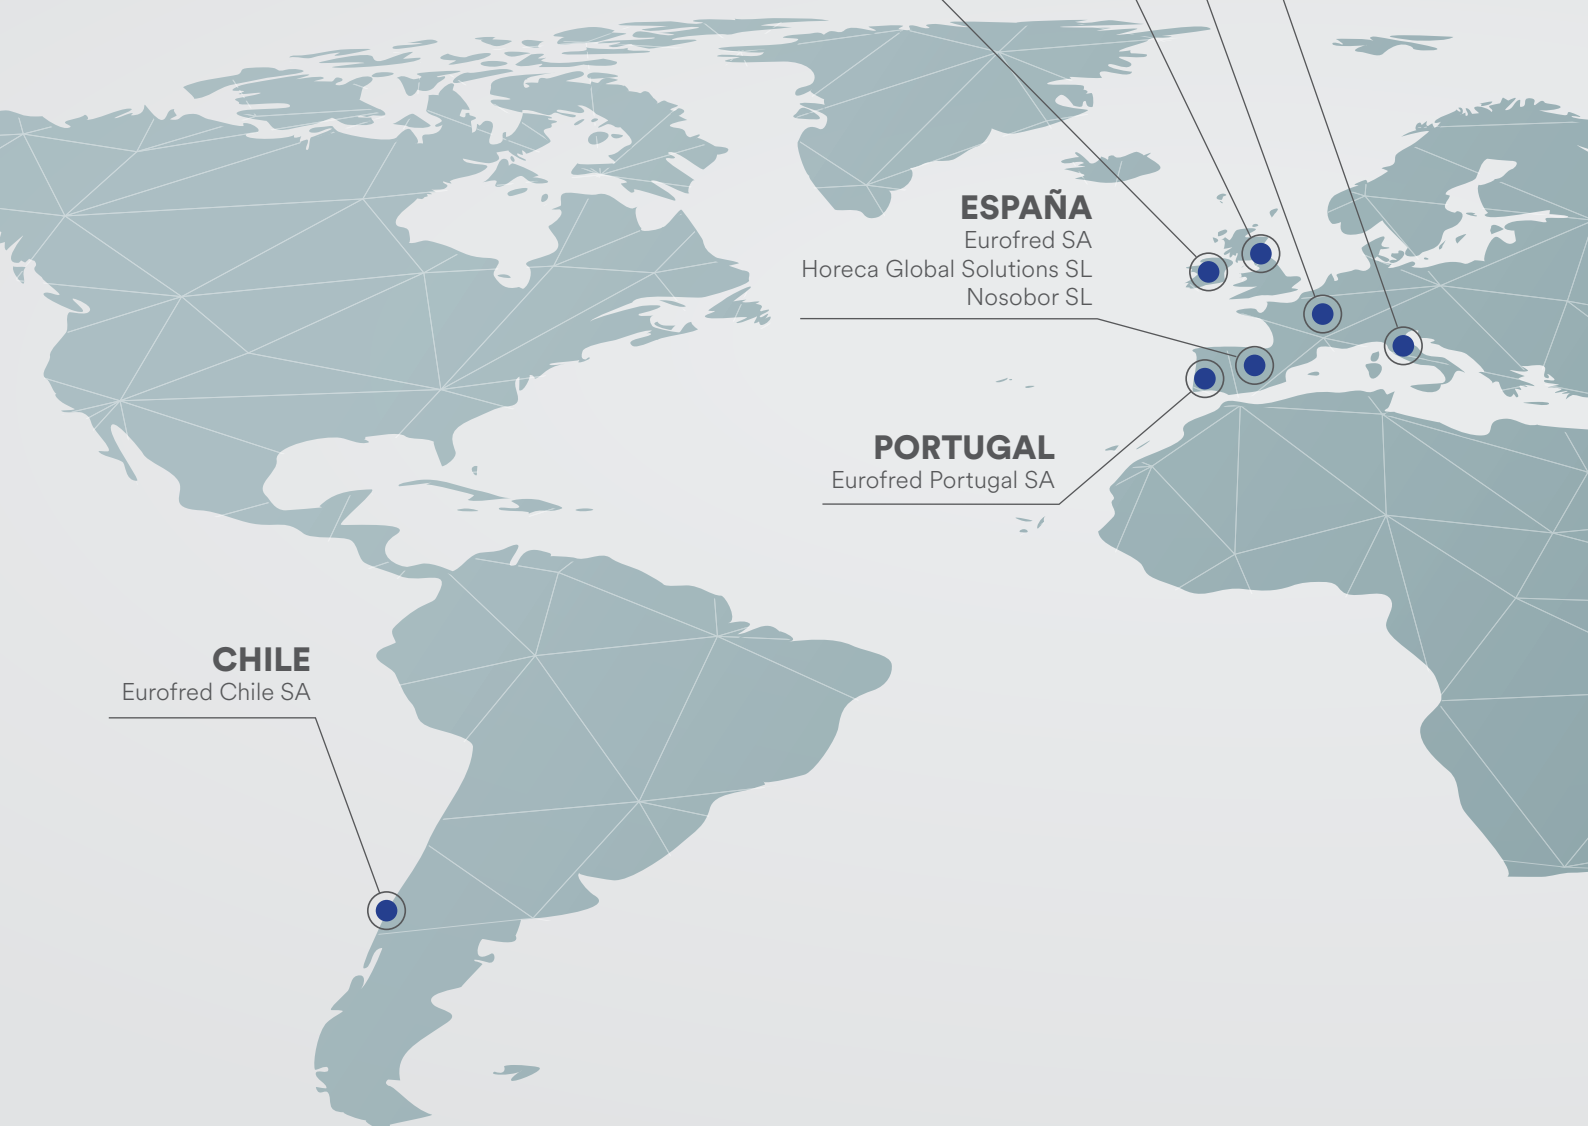 ESPAÑA
Eurofred SA
Horeca Global Solutions SL
Nosobor SL
PORTUGAL
Eurofred Portugal SA
CHILE
Eurofred Chile SA